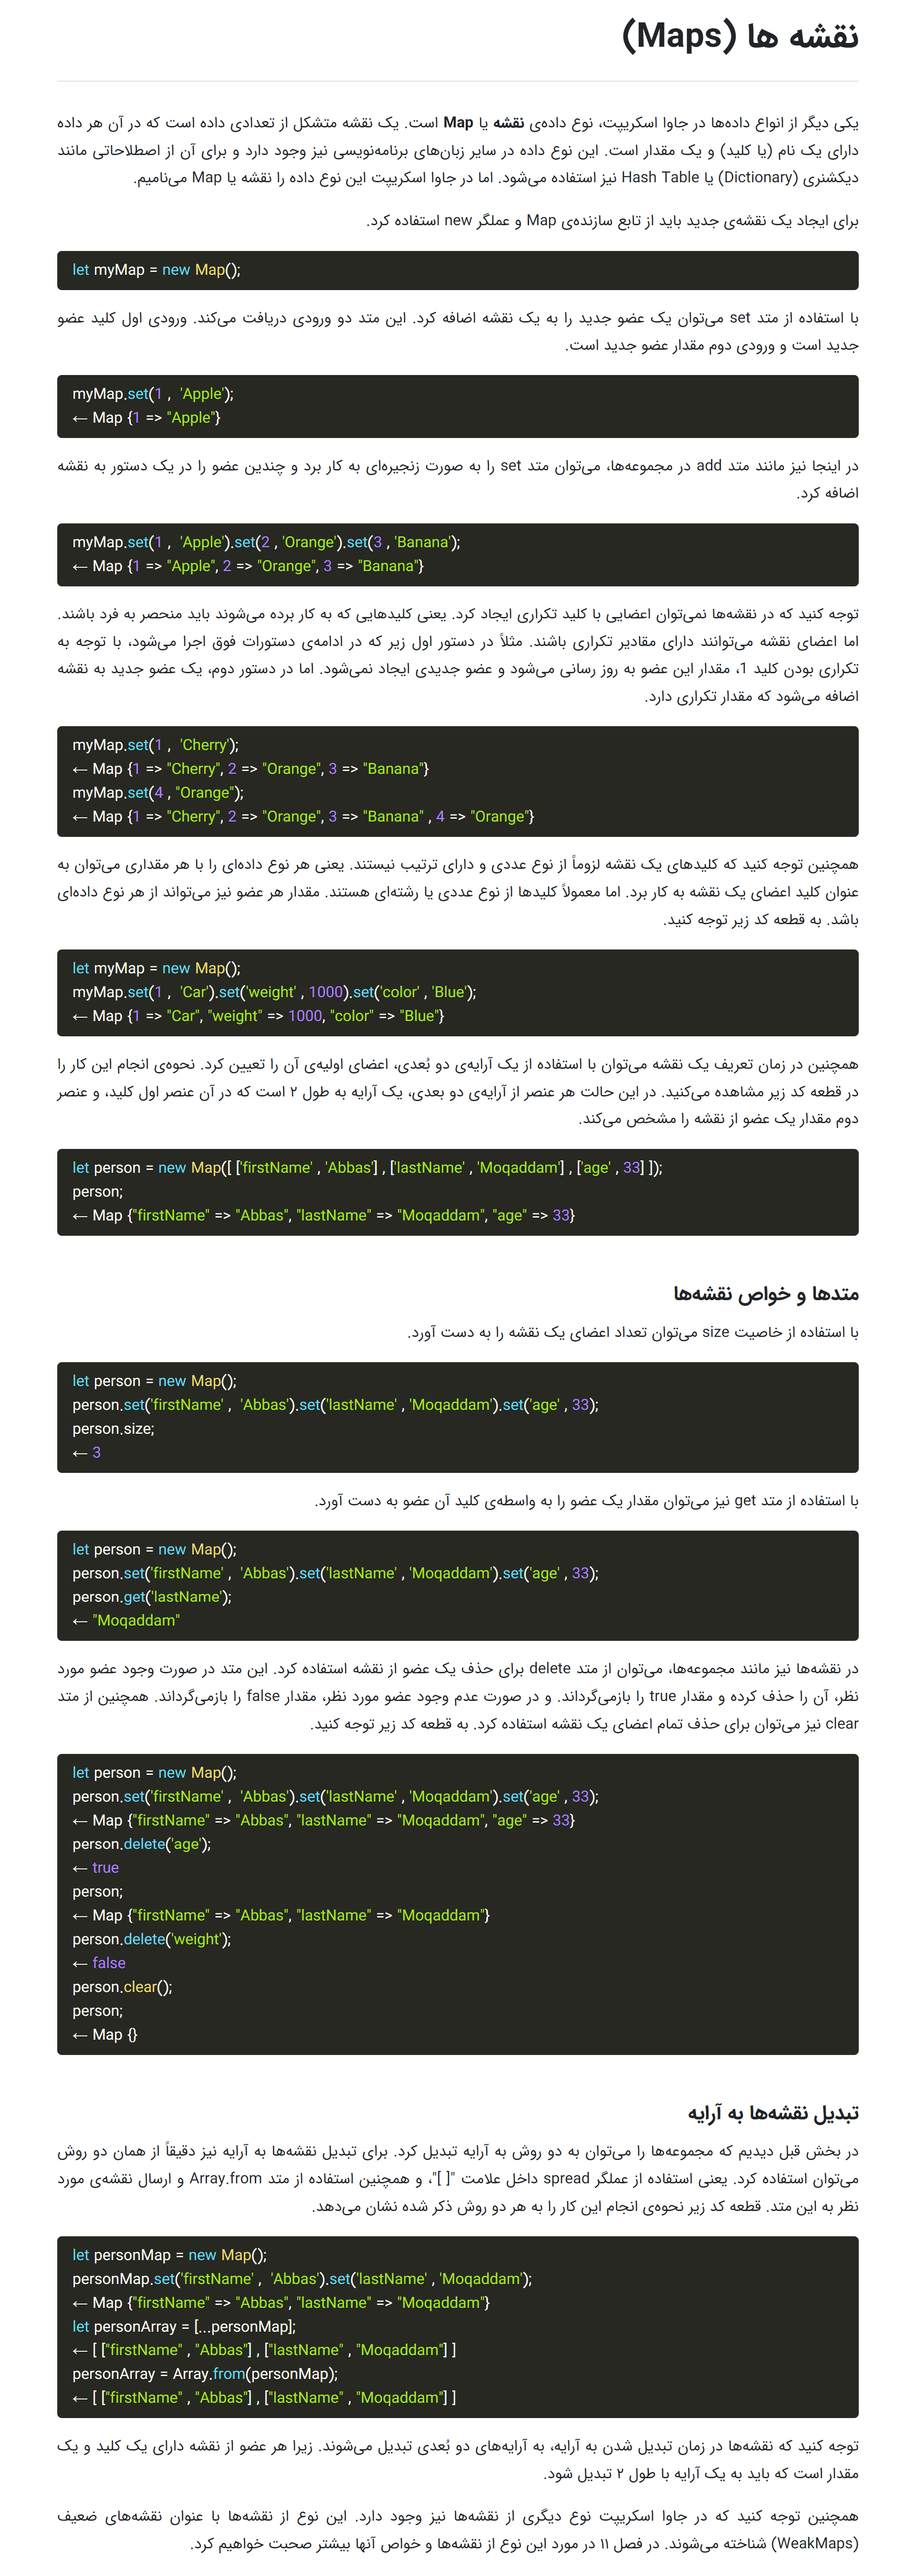 نقشه ها (Maps)
یکی دیگر از انواع داده‌ها در جاوا اسکریپت، نوع داده‌ی نقشه یا Map است. یک نقشه متشکل از تعدادی داده است که در آن هر داده
دارای یک نام (یا کلید) و یک مقدار است. این نوع داده در سایر زبان‌های برنامه‌نویسی نیز وجود دارد و برای آن از اصطلاحاتی مانند
دیکشنری (Dictionary) یا Hash Table نیز استفاده می‌شود. اما در جاوا اسکریپت این نوع داده را نقشه یا Map می‌نامیم.
برای ایجاد یک نقشه‌ی جدید باید از تابع سازنده‌ی Map و عملگر new استفاده کرد.
let myMap = new Map();
با استفاده از متد set می‌توان یک عضو جدید را به یک نقشه اضافه کرد. این متد دو ورودی دریافت می‌کند. ورودی اول کلید عضو
جدید است و ورودی دوم مقدار عضو جدید است.
myMap.set(1 ,  'Apple');
← Map {1 => "Apple"}
در اینجا نیز مانند متد add در مجموعه‌ها، می‌توان متد set را به صورت زنجیره‌ای به کار برد و چندین عضو را در یک دستور به نقشه
اضافه کرد.
myMap.set(1 ,  'Apple').set(2 , 'Orange').set(3 , 'Banana');
← Map {1 => "Apple", 2 => "Orange", 3 => "Banana"}
توجه کنید که در نقشه‌ها نمی‌توان اعضایی با کلید تکراری ایجاد کرد. یعنی کلیدهایی که به کار برده می‌شوند باید منحصر به فرد باشند.
اما اعضای نقشه می‌توانند دارای مقادیر تکراری باشند. مثلاً در دستور اول زیر که در ادامه‌ی دستورات فوق اجرا می‌شود، با توجه به
تکراری بودن کلید 1، مقدار این عضو به روز رسانی می‌شود و عضو جدیدی ایجاد نمی‌شود. اما در دستور دوم، یک عضو جدید به نقشه
اضافه می‌شود که مقدار تکراری دارد.
myMap.set(1 ,  'Cherry');
← Map {1 => "Cherry", 2 => "Orange", 3 => "Banana"}
myMap.set(4 , "Orange");
← Map {1 => "Cherry", 2 => "Orange", 3 => "Banana" , 4 => "Orange"}
همچنین توجه کنید که کلیدهای یک نقشه لزوماً از نوع عددی و دارای ترتیب نیستند. یعنی هر نوع داده‌ای را با هر مقداری می‌توان به
عنوان کلید اعضای یک نقشه به کار برد. اما معمولاً کلیدها از نوع عددی یا رشته‌ای هستند. مقدار هر عضو نیز می‌تواند از هر نوع داده‌ای
باشد. به قطعه کد زیر توجه کنید.
let myMap = new Map();
myMap.set(1 ,  'Car').set('weight' , 1000).set('color' , 'Blue');
← Map {1 => "Car", "weight" => 1000, "color" => "Blue"}
همچنین در زمان تعریف یک نقشه می‌توان با استفاده از یک آرایه‌ی دو بُعدی، اعضای اولیه‌ی آن را تعیین کرد. نحوه‌ی انجام این کار را
در قطعه کد زیر مشاهده می‌کنید. در این حالت هر عنصر از آرایه‌ی دو بعدی، یک آرایه به طول ۲ است که در آن عنصر اول کلید، و عنصر
دوم مقدار یک عضو از نقشه را مشخص می‌کند.
let person = new Map([ ['firstName' , 'Abbas'] , ['lastName' , 'Moqaddam'] , ['age' , 33] ]);
person;
← Map {"firstName" => "Abbas", "lastName" => "Moqaddam", "age" => 33}
متدها و خواص نقشه‌ها
با استفاده از خاصیت size می‌توان تعداد اعضای یک نقشه را به دست آورد.
let person = new Map();
person.set('firstName' ,  'Abbas').set('lastName' , 'Moqaddam').set('age' , 33);
person.size;
← 3
با استفاده از متد get نیز می‌توان مقدار یک عضو را به واسطه‌ی کلید آن عضو به دست آورد.
let person = new Map();
person.set('firstName' ,  'Abbas').set('lastName' , 'Moqaddam').set('age' , 33);
person.get('lastName');
← "Moqaddam"
در نقشه‌ها نیز مانند مجموعه‌ها، می‌توان از متد delete برای حذف یک عضو از نقشه استفاده کرد. این متد در صورت وجود عضو مورد
نظر، آن را حذف کرده و مقدار true را بازمی‌گرداند. و در صورت عدم وجود عضو مورد نظر، مقدار false را بازمی‌گرداند. همچنین از متد
clear نیز می‌توان برای حذف تمام اعضای یک نقشه استفاده کرد. به قطعه کد زیر توجه کنید.
let person = new Map();
person.set('firstName' ,  'Abbas').set('lastName' , 'Moqaddam').set('age' , 33);
← Map {"firstName" => "Abbas", "lastName" => "Moqaddam", "age" => 33}
person.delete('age');
← true
person;
← Map {"firstName" => "Abbas", "lastName" => "Moqaddam"}
person.delete('weight');
← false
person.clear();
person;
← Map {}
تبدیل نقشه‌ها به آرایه
در بخش قبل دیدیم که مجموعه‌ها را می‌توان به دو روش به آرایه تبدیل کرد. برای تبدیل نقشه‌ها به آرایه نیز دقیقاً از همان دو روش
می‌توان استفاده کرد. یعنی استفاده از عملگر spread داخل علامت "[ ]"، و همچنین استفاده از متد Array.from و ارسال نقشه‌ی مورد
نظر به این متد. قطعه کد زیر نحوه‌ی انجام این کار را به هر دو روش ذکر شده نشان می‌دهد.
let personMap = new Map();
personMap.set('firstName' ,  'Abbas').set('lastName' , 'Moqaddam');
← Map {"firstName" => "Abbas", "lastName" => "Moqaddam"}
let personArray = [...personMap];
← [ ["firstName" , "Abbas"] , ["lastName" , "Moqaddam"] ]
personArray = Array.from(personMap);
← [ ["firstName" , "Abbas"] , ["lastName" , "Moqaddam"] ]
توجه کنید که نقشه‌ها در زمان تبدیل شدن به آرایه، به آرایه‌های دو بُعدی تبدیل می‌شوند. زیرا هر عضو از نقشه دارای یک کلید و یک
مقدار است که باید به یک آرایه با طول ۲ تبدیل شود.
همچنین توجه کنید که در جاوا اسکریپت نوع دیگری از نقشه‌ها نیز وجود دارد. این نوع از نقشه‌ها با عنوان نقشه‌های ضعیف
(WeakMaps) شناخته می‌شوند. در فصل ۱۱ در مورد این نوع از نقشه‌ها و خواص آنها بیشتر صحبت خواهیم کرد.